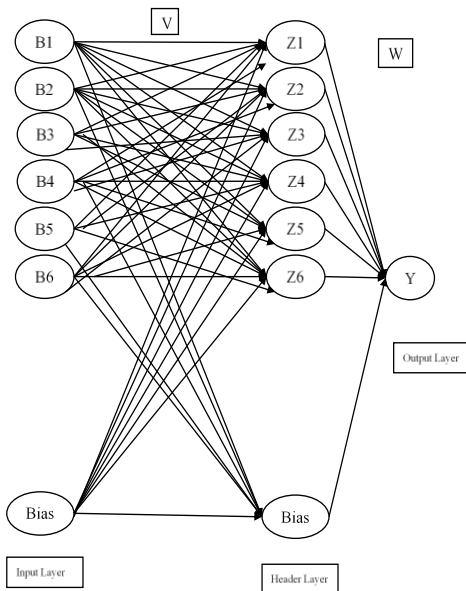 V
W
B1
B2
B3
B4
B5
B6
Bias
Input Layer
Z1
Z2
Z3
Z4
Z5
Z6
Bias
Header Layer
Y
Output Layer